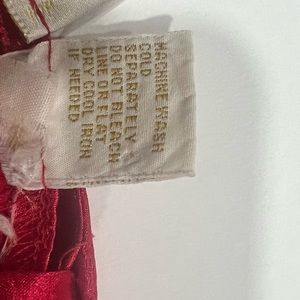 MACHINE WASH
COLD
SEPARATELY
DO NOT BLEACH
LINE OR FLAT
DRY COOL IRON
IF NEEDED